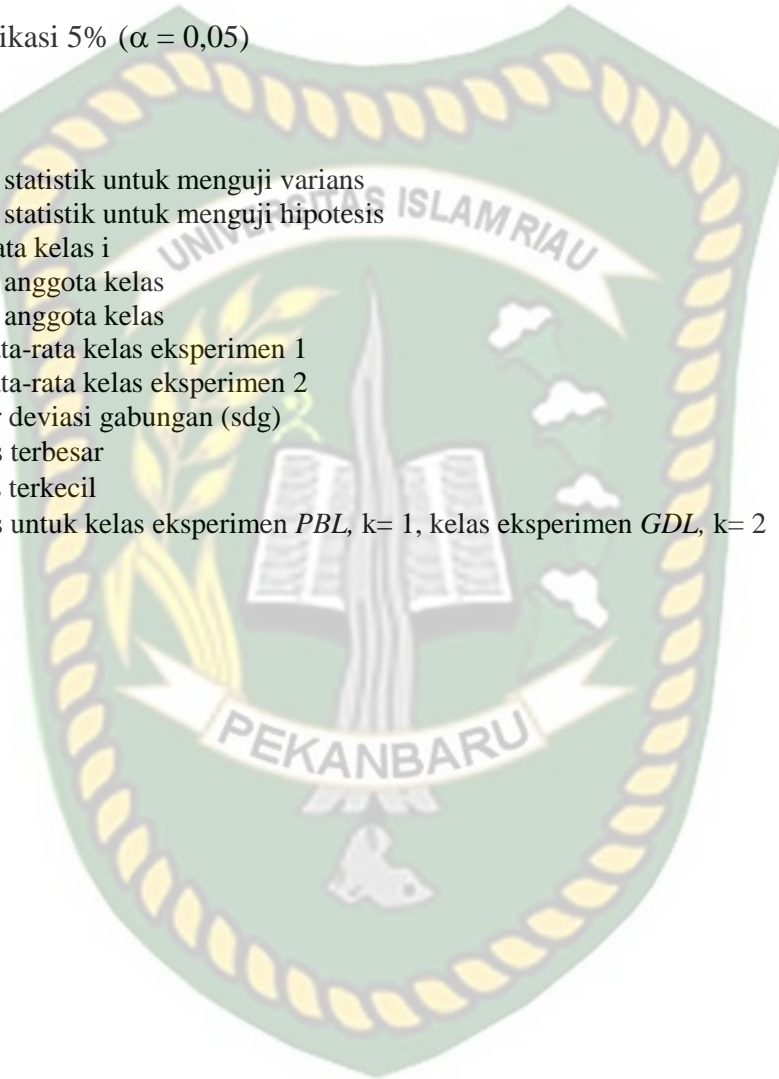 ikasi 5% (α = 0,05)
statistik untuk menguji varians
statistik untuk menguji hipotesis
ata kelas i
anggota kelas
anggota kelas
ata-rata kelas eksperimen 1
ata-rata kelas eksperimen 2
r deviasi gabungan (sdg)
s terbesar
s terkecil
s untuk kelas eksperimen PBL, k= 1, kelas eksperimen GDL, k= 2
UNIVERSITAS ISLAM RIAU
PEKANBARU